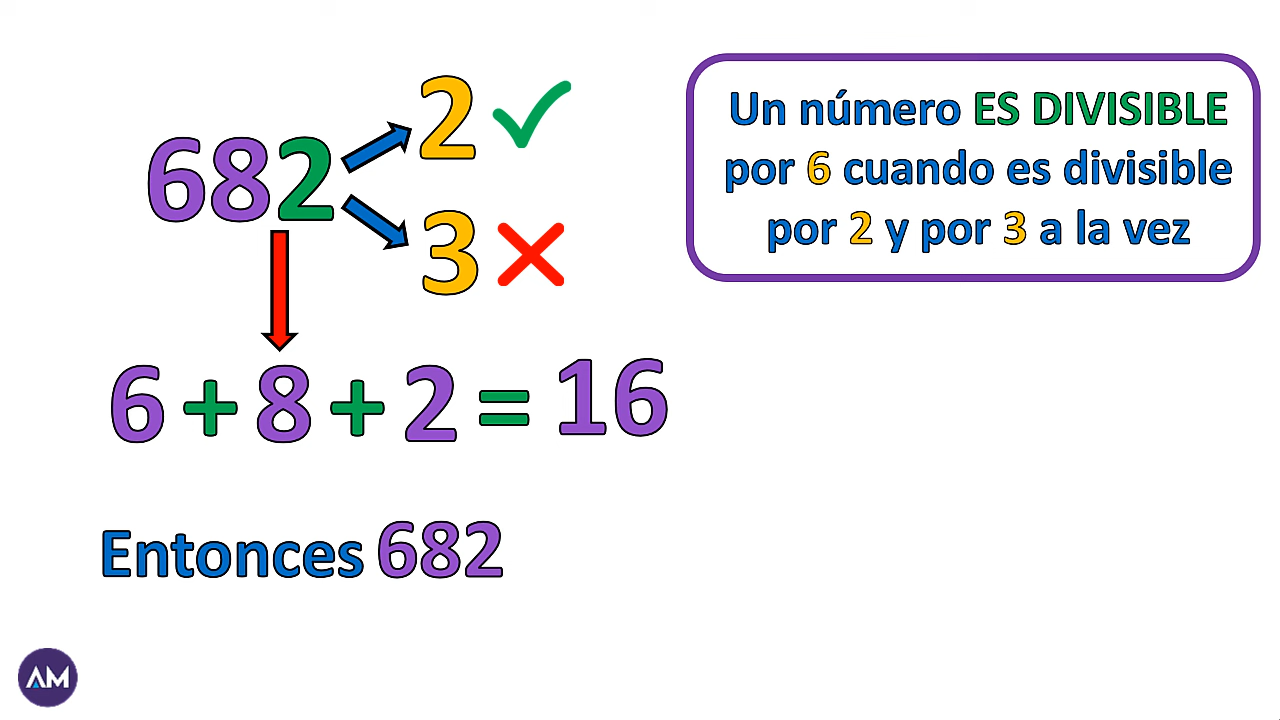 682
2
3
6 + 8 + 2 = 16
Entonces 682
Un número ES DIVISIBLE
por 6 cuando es divisible
por 2 y por 3 a la vez
AM